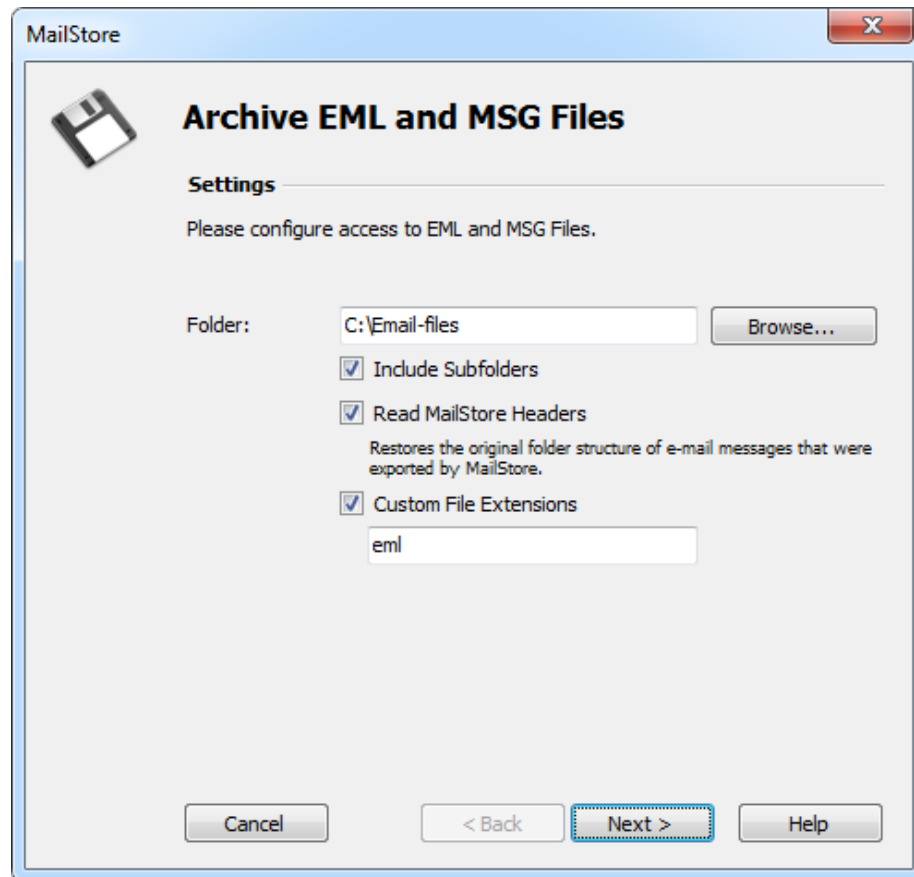 MailStore
Archive EML and MSG Files
Settings
Please configure access to EML and MSG Files.
Folder: C:\Email-files Browse...
Include Subfolders
Read MailStore Headers
Restores the original folder structure of e-mail messages that were
exported by MailStore.
Custom File Extensions
eml
Cancel < Back Next > Help